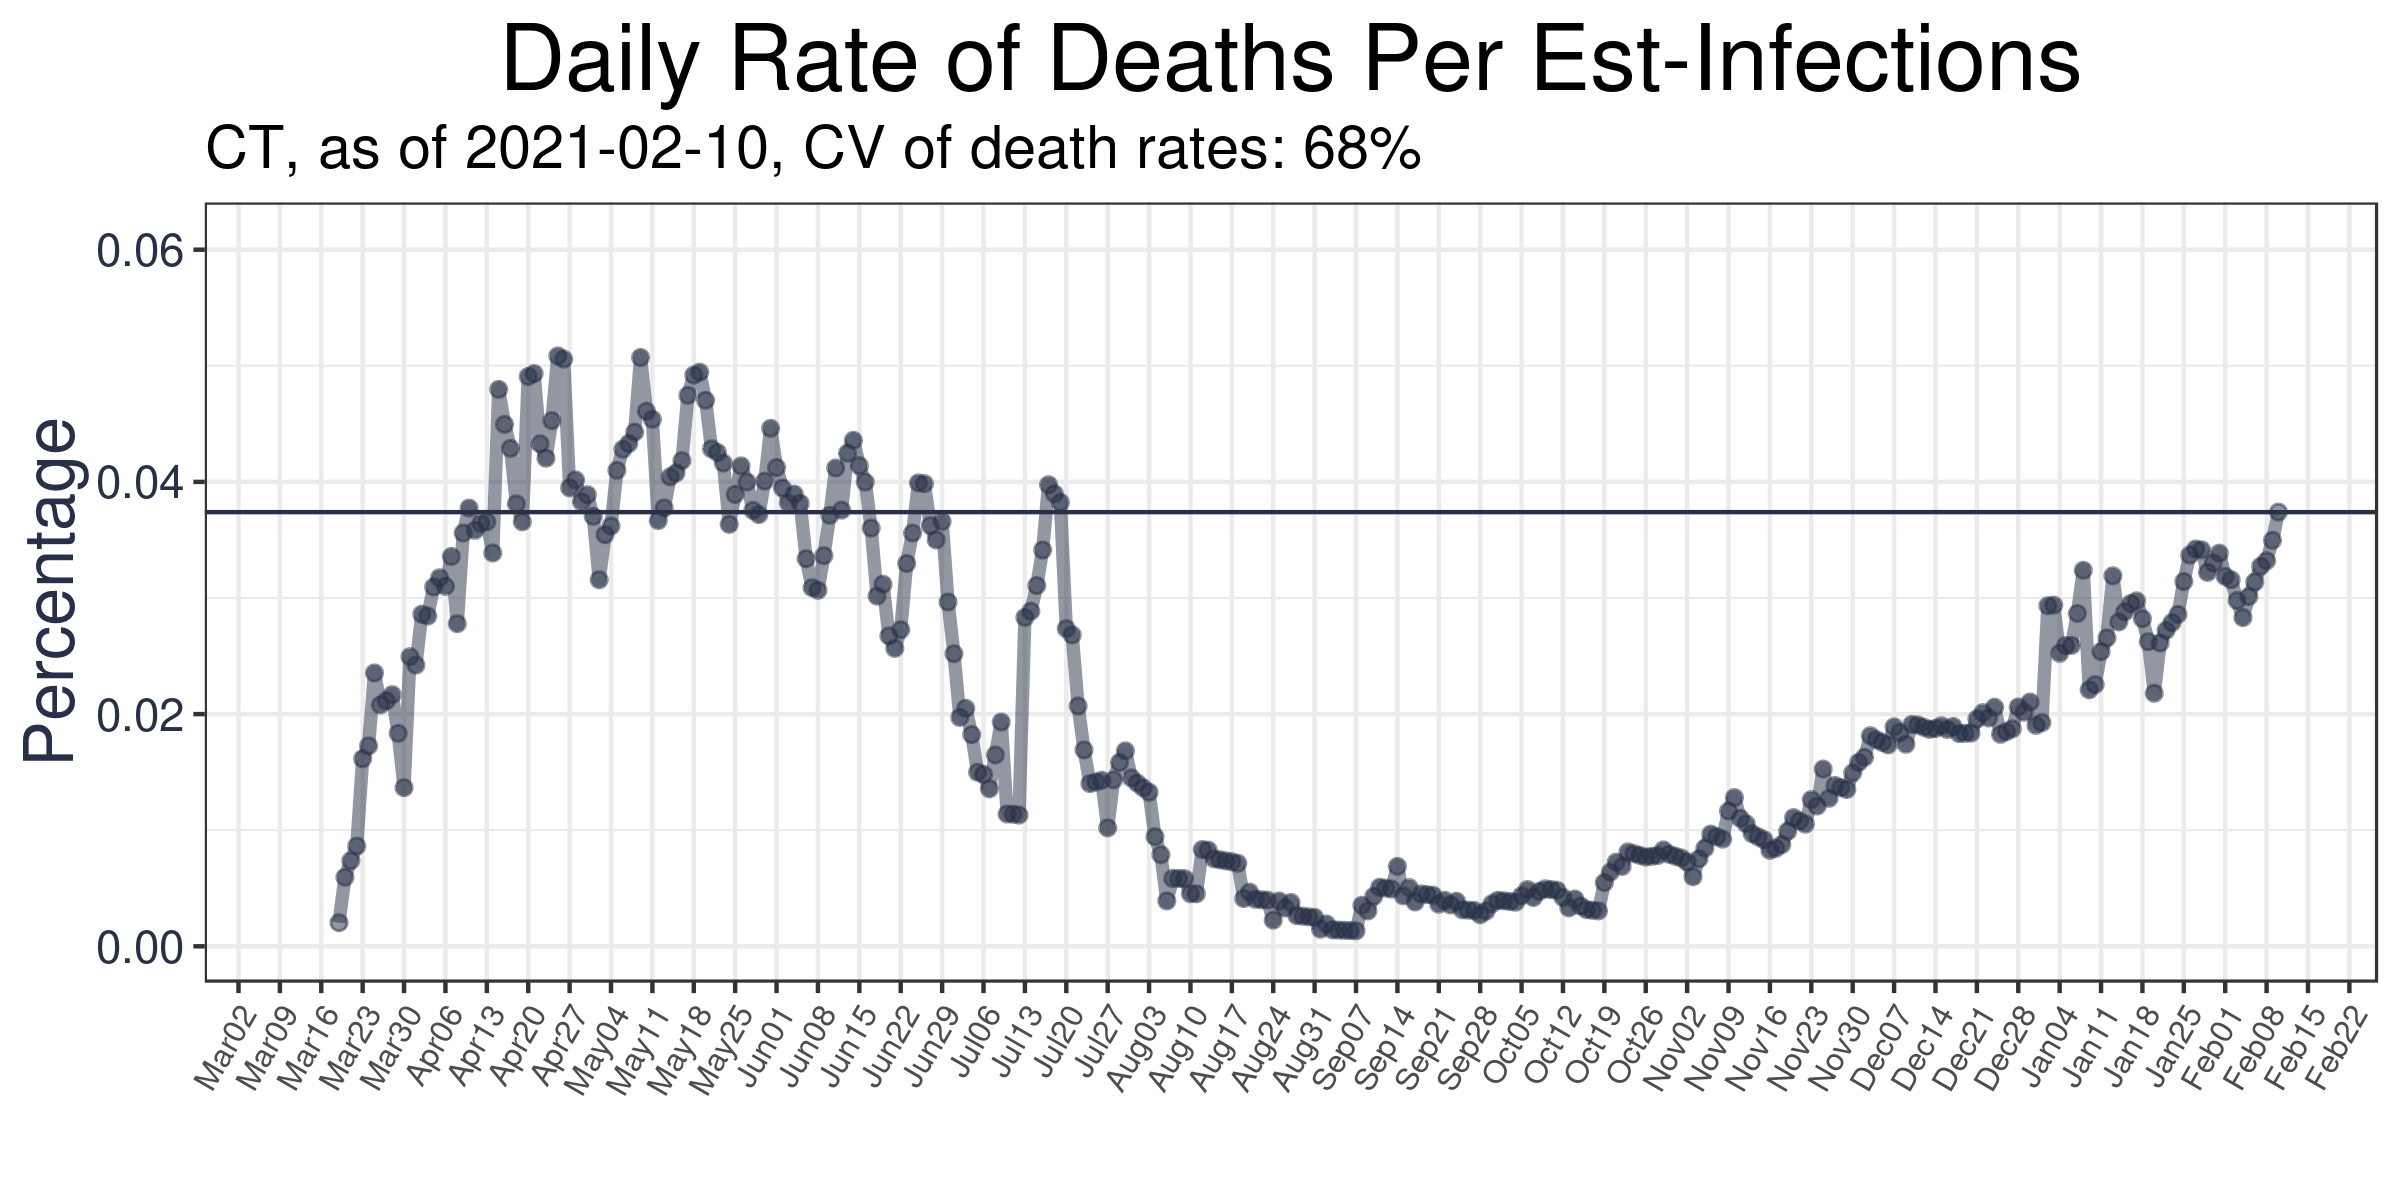 Daily Rate of Deaths Per Est-Infections
CT, as of 2021-02-10, CV of death rates: 68%
Percentage
0.06
0.04
0.02
0.00
Mar02
Mar09
Mar16
Mar23
Mar30
Apr06
Apr13
Apr20
Apr27
May04
May11
May18
May25
Jun01
Jun08
Jun15
Jun22
Jun29
Jul06
Jul13
Jul20
Jul27
Aug03
Aug10
Aug17
Aug24
Aug31
Sep07
Sep14
Sep21
Sep28
Oct05
Oct12
Oct19
Oct26
Nov02
Nov09
Nov16
Nov23
Nov30
Dec07
Dec14
Dec21
Dec28
Jan04
Jan11
Jan18
Jan25
Feb01
Feb08
Feb15
Feb22